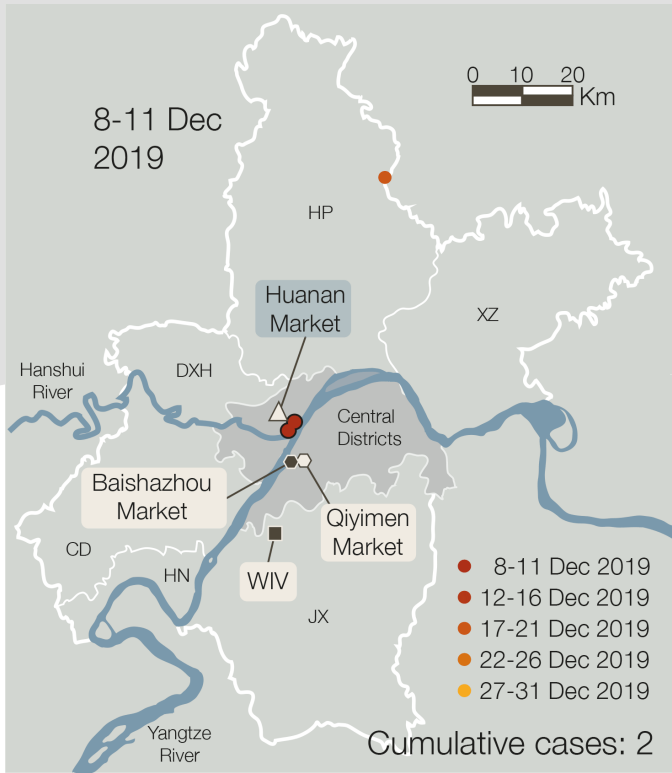 0 10 20
Km
8-11 Dec
2019
HP
Huanan
Market
XZ
Hanshui
River
DXH
Central
Districts
Baishazhou
Market
Qiyimen
Market
CD
HN
WIV
JX
8-11 Dec 2019
12-16 Dec 2019
17-21 Dec 2019
22-26 Dec 2019
27-31 Dec 2019
Yangtze
River
Cumulative cases: 2